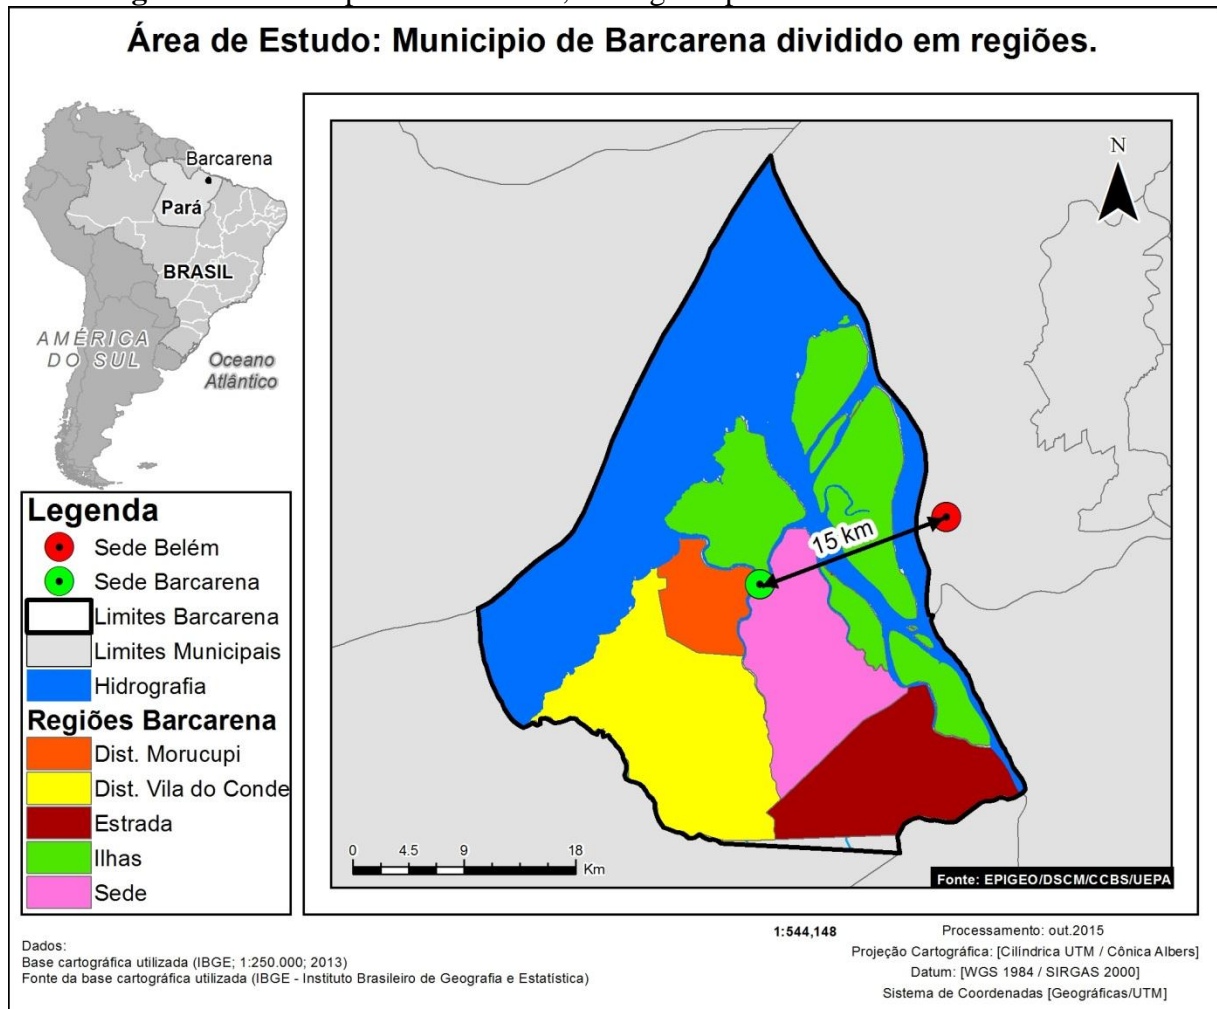 Área de Estudo: Municipio de Barcarena dividido em regiões.
Barcarena
Pará
BRASIL
AMÉRICA
DO SUL
Oceano
Atlântico
N
15 km
Legenda
Sede Belém
Sede Barcarena
Limites Barcarena
Limites Municipais
Hidrografia
Regiões Barcarena
Dist. Morucupi
Dist. Vila do Conde
Estrada
Ilhas
Sede
0 4.5 9 18
Km
Fonte: EPIGEO/DSCM/CCBS/UEPA
Dados:
Base cartográfica utilizada (IBGE; 1:250.000; 2013)
Fonte da base cartográfica utilizada (IBGE - Instituto Brasileiro de Geografia e Estatística)
1:544,148
Processamento: out.2015
Projeção Cartográfica: [Cilíndrica UTM / Cônica Albers]
Datum: [WGS 1984 / SIRGAS 2000]
Sistema de Coordenadas [Geográficas/UTM]